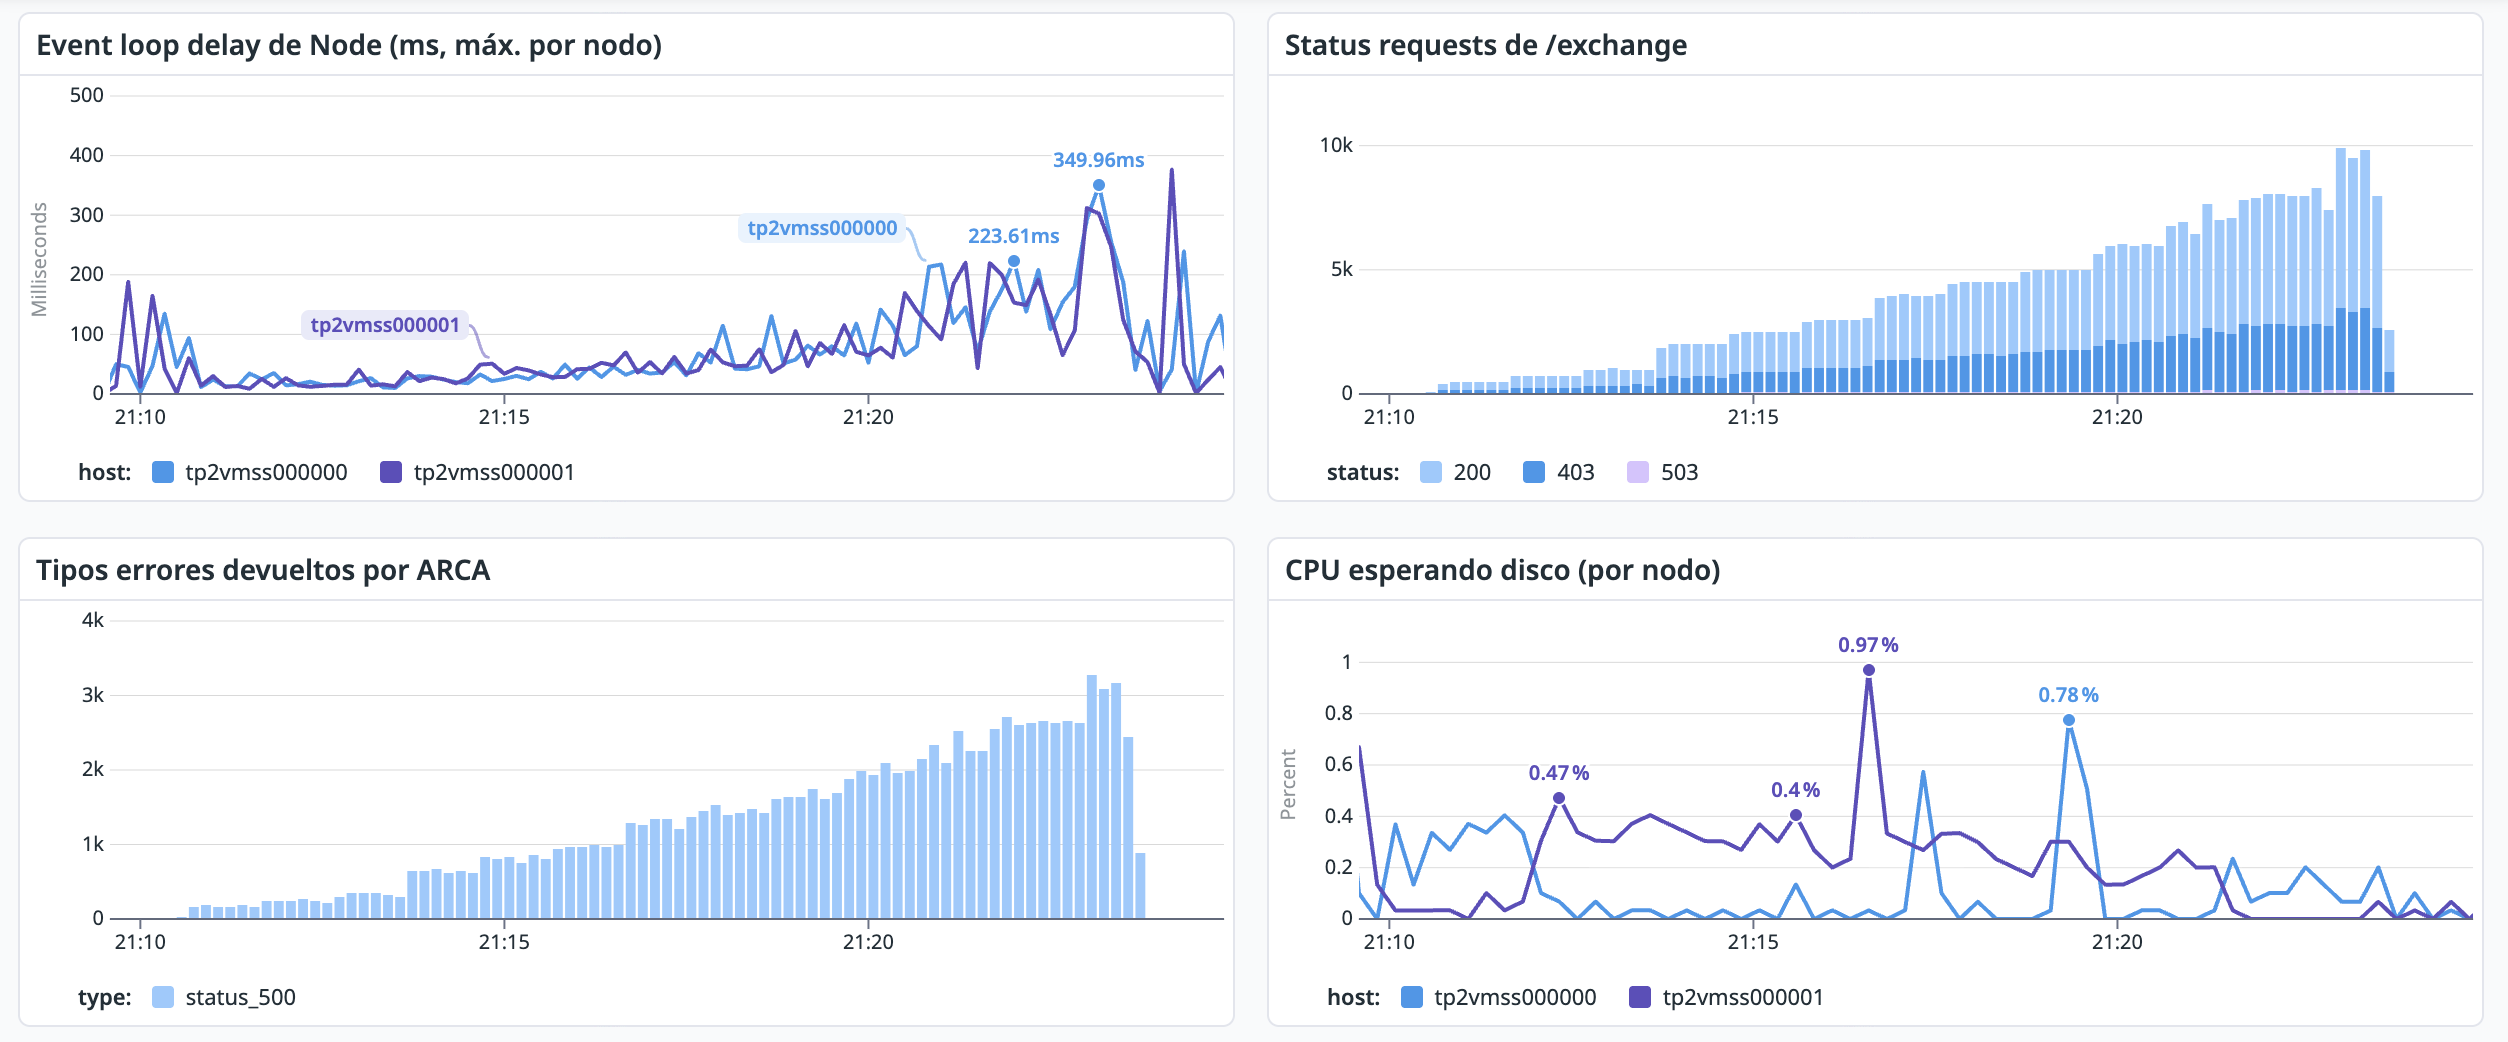 Event loop delay de Node (ms, máx. por nodo)
500
400
300
200
100
0
Milliseconds
349.96ms
223.61ms
tp2vmss000000
tp2vmss000001
21:10
21:15
21:20
host:
tp2vmss000000
tp2vmss000001
Status requests de /exchange
10k
5k
0
21:10
21:15
21:20
status:
200
403
503
Tipos errores devueltos por ARCA
4k
3k
2k
1k
0
21:10
21:15
21:20
type:
status_500
CPU esperando disco (por nodo)
1
0.8
0.6
0.4
0.2
0
Percent
0.97%
0.78%
0.47%
0.4%
21:10
21:15
21:20
host:
tp2vmss000000
tp2vmss000001